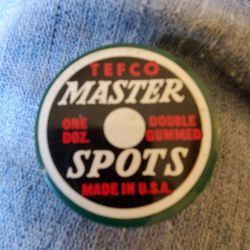 TEFCO
MASTER
ONE DOUBLE
DOZ. GUMMED
SPOTS
MADE IN U.S.A.